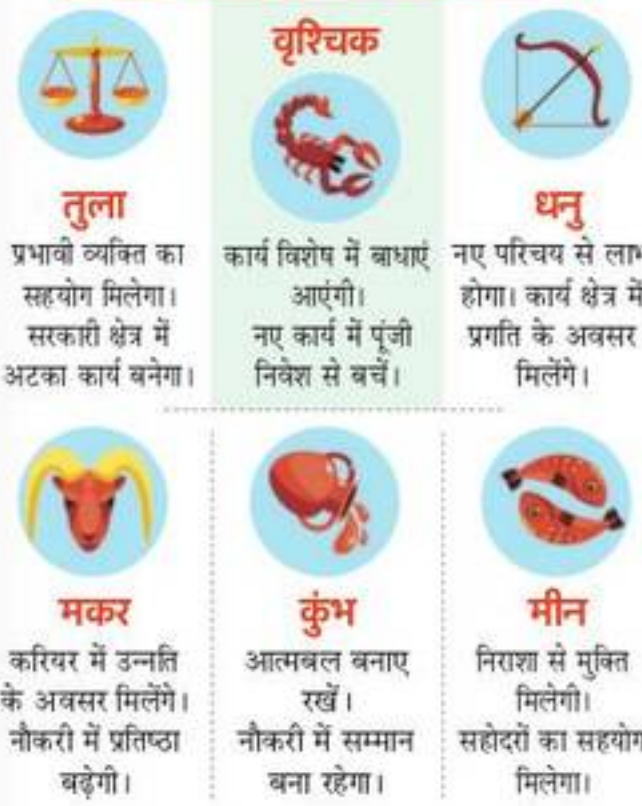 तुला
प्रभावी व्यक्ति का
सहयोग मिलेगा।
सरकारी क्षेत्र में
अटका कार्य बनेगा।
वृश्चिक
कार्य विशेष में बाधाएं
आएंगी।
नए कार्य में पूंजी
निवेश से बचें।
धनु
नए परिचय से लाभ
होगा। कार्य क्षेत्र में
प्रगति के अवसर
मिलेंगे।
मकर
करियर में उन्नति
के अवसर मिलेंगे।
नौकरी में प्रतिष्ठा
बढ़ेगी।
कुंभ
आत्मबल बनाए
रखें।
नौकरी में सम्मान
बना रहेगा।
मीन
निराशा से मुक्ति
मिलेगी।
सहोदरों का सहयोग
मिलेगा।